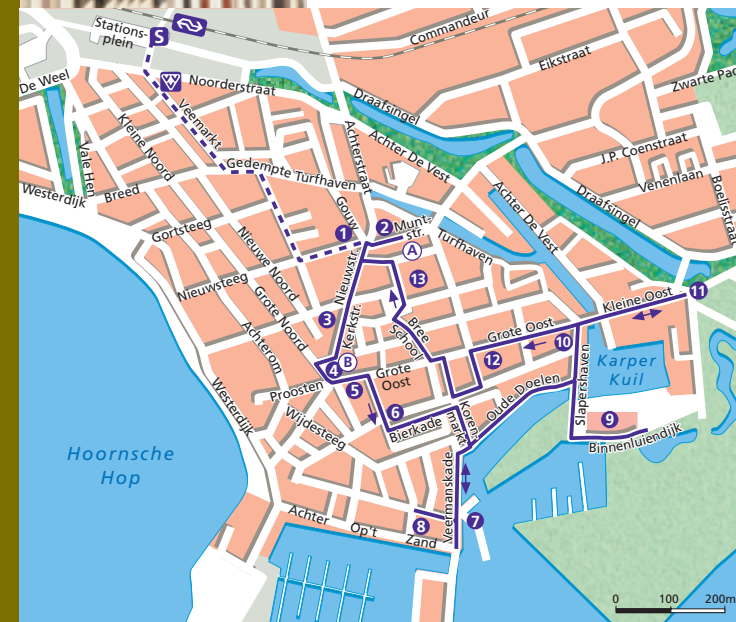 Stations-
plein
S
VVV
Commandeur
Eikstraat
Zwarte Pad
De Weel
Noorderstraat
Draafsingel
Veemarkt
Kleine Noord
Vale Hen
Achterstraat
Achter De Vest
J.P. Coenstraat
Venenlaan
Boelisstraat
Gedempte Turfhaven
Westerdijk
Breed
Gortsteeg
Gouw
Munt-
str.
Turfhaven
Achter De Vest
Draafsingel
1
2
A
13
Nieuwe Noord
Nieuwsteeg
Nieuwstr.
Grote Noord
Achterom
3
Kerkstr.
Bree
School
Grote Oost
Kleine Oost
11
10
12
B
4
5
Grote
Oost
Proosten
Westerdijk
Wijdesteeg
6
Bierkade
Koren-
markt
Oude Doelen
Slapershaven
Karper
Kuil
9
Binnenluiendijk
Hoornsche
Hop
Veermanskade
7
8
Achter
Op't
Zand
0
100
200m